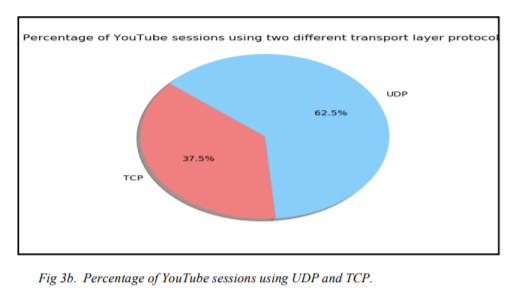 Percentage of YouTube sessions using two different transport layer protocol
UDP
62.5%
37.5%
TCP
Fig 3b. Percentage of YouTube sessions using UDP and TCP.